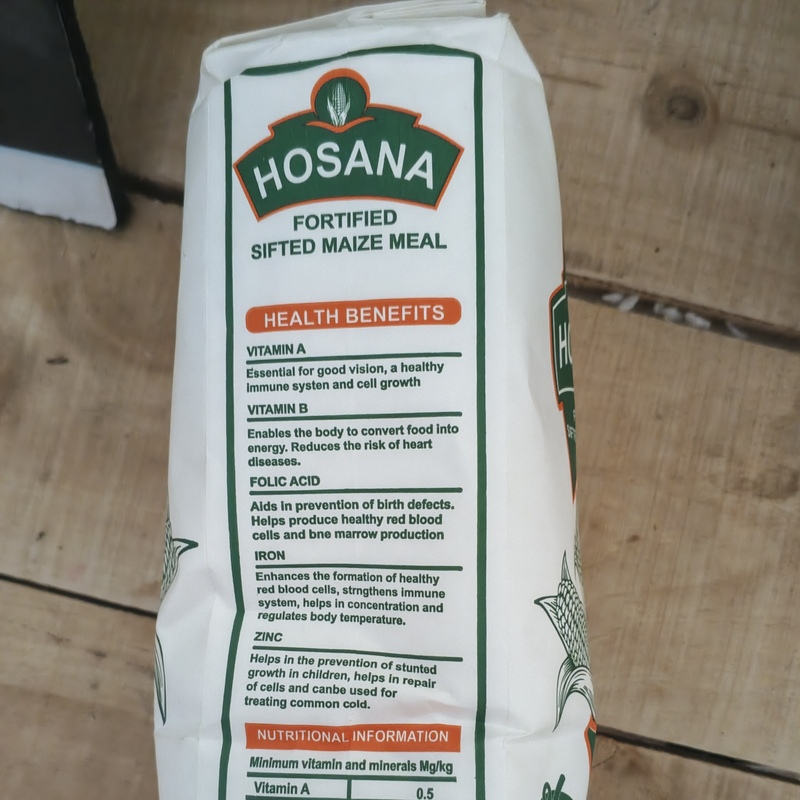 HOSANA
FORTIFIED
SIFTED MAIZE MEAL
HEALTH BENEFITS
VITAMIN A
Essential for good vision, a healthy
immune systen and cell growth
VITAMIN B
Enables the body to convert food into
energy. Reduces the risk of heart
diseases.
FOLIC ACID
Aids in prevention of birth defects.
Helps produce healthy red blood
cells and bne marrow production
IRON
Enhances the formation of healthy
red blood cells, strngthens immune
system, helps in concentration and
regulates body temperature.
ZINC
Helps in the prevention of stunted
growth in children, helps in repair
of cells and canbe used for
treating common cold.
NUTRITIONAL INFORMATION
Minimum vitamin and minerals Mg/kg
Vitamin A 0.5